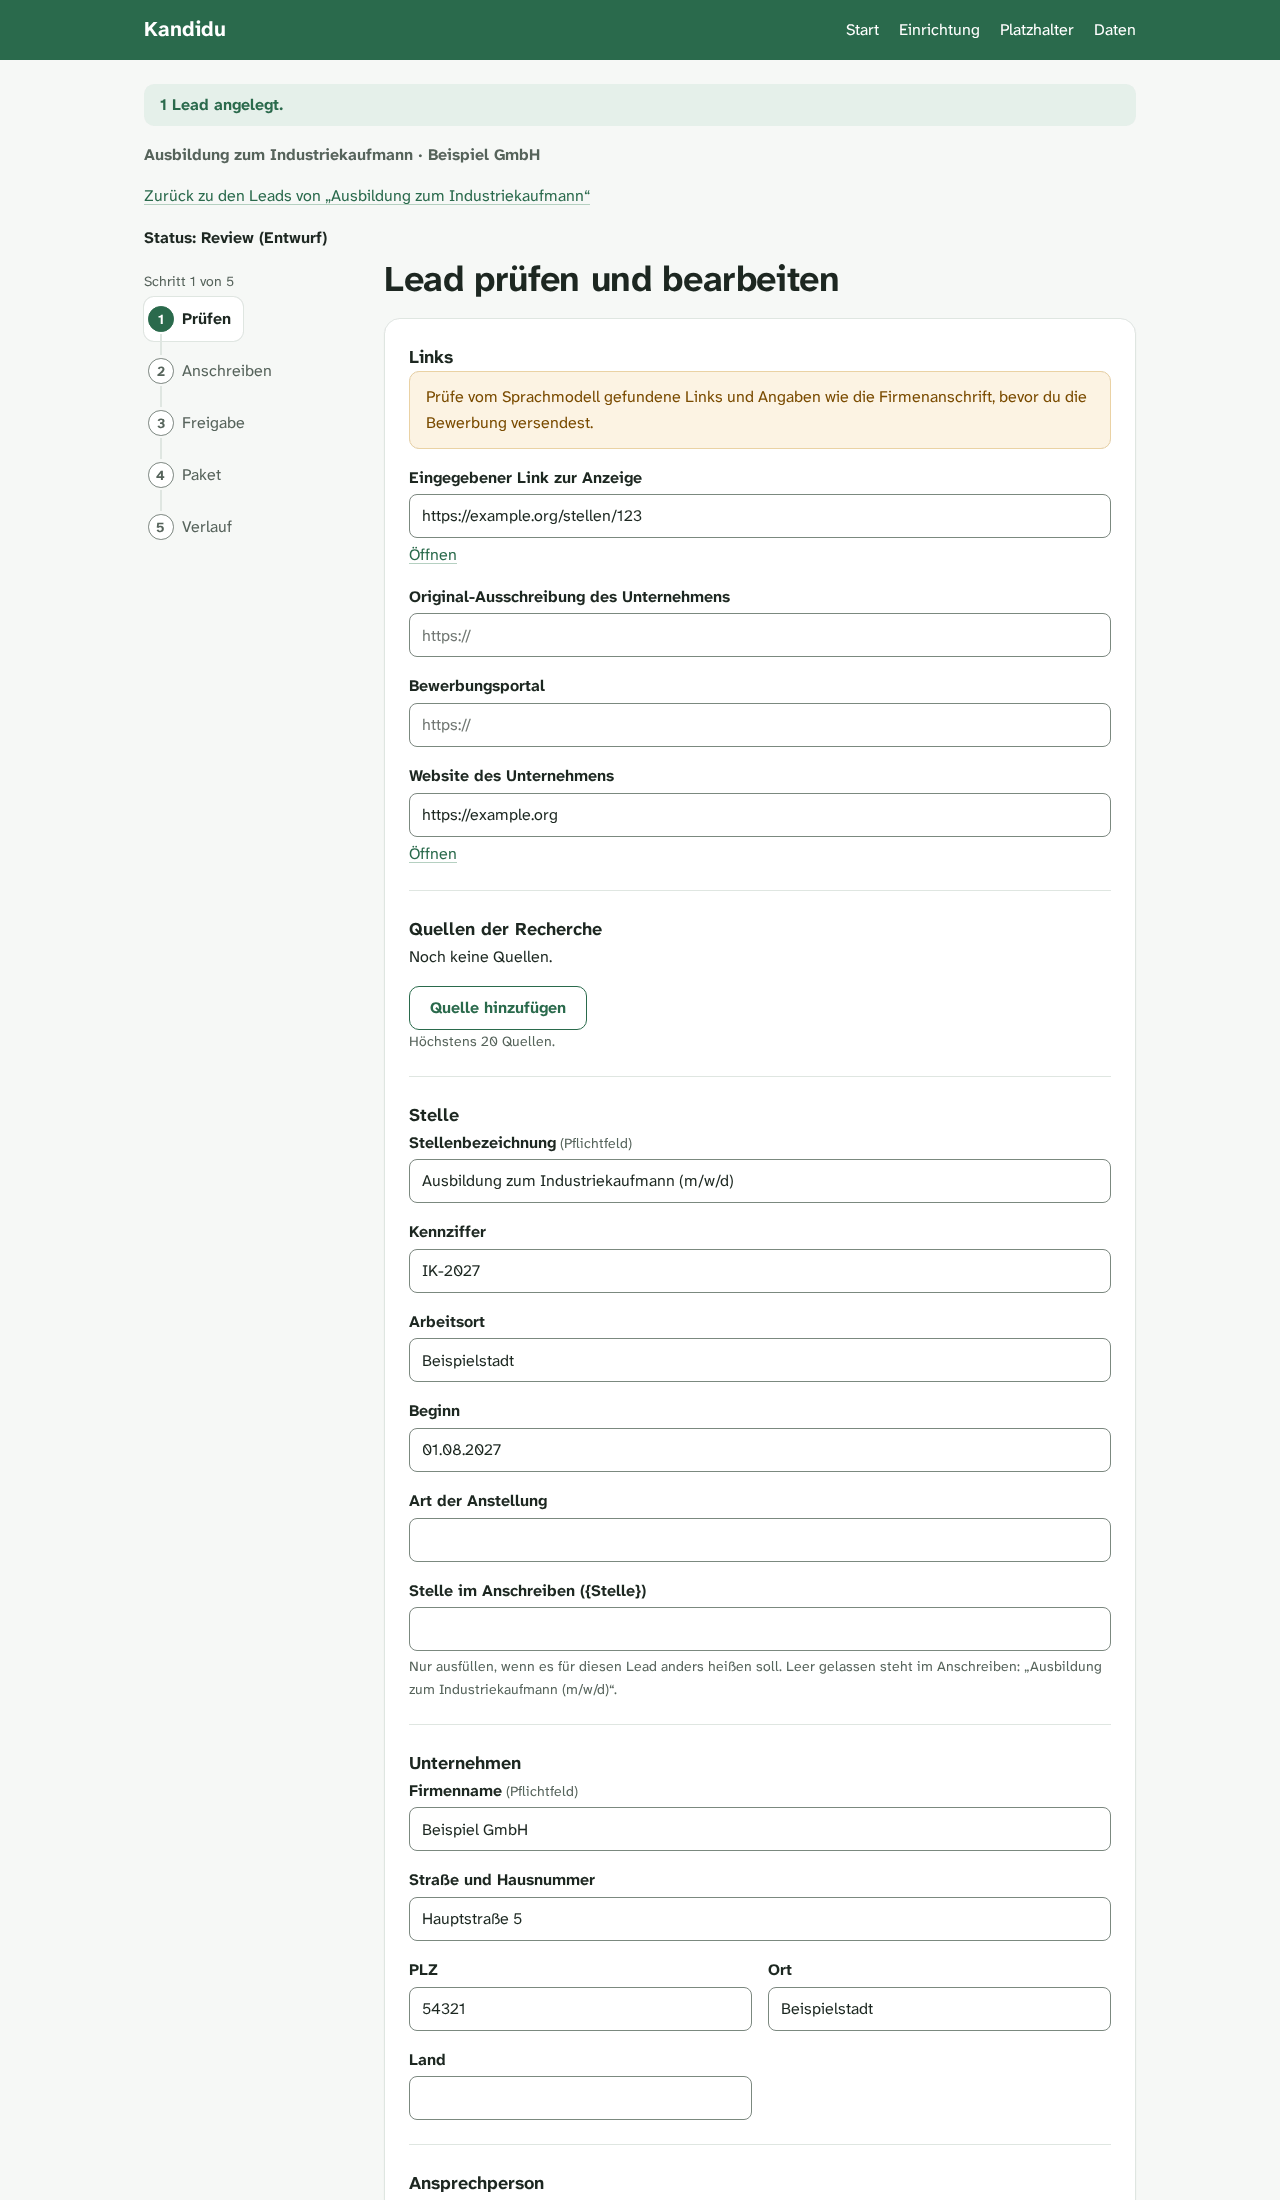 Kandidu
Start Einrichtung Platzhalter Daten
1 Lead angelegt.
Ausbildung zum Industriekaufmann · Beispiel GmbH
Zurück zu den Leads von „Ausbildung zum Industriekaufmann“
Status: Review (Entwurf)
Schritt 1 von 5
1 Prüfen
2 Anschreiben
3 Freigabe
4 Paket
5 Verlauf
Lead prüfen und bearbeiten
Links
Prüfe vom Sprachmodell gefundene Links und Angaben wie die Firmenanschrift, bevor du die
Bewerbung versendest.
Eingegebener Link zur Anzeige
https://example.org/stellen/123
Öffnen
Original-Ausschreibung des Unternehmens
https://
Bewerbungsportal
https://
Website des Unternehmens
https://example.org
Öffnen
Quellen der Recherche
Noch keine Quellen.
Quelle hinzufügen
Höchstens 20 Quellen.
Stelle
Stellenbezeichnung (Pflichtfeld)
Ausbildung zum Industriekaufmann (m/w/d)
Kennziffer
IK-2027
Arbeitsort
Beispielstadt
Beginn
01.08.2027
Art der Anstellung
Stelle im Anschreiben ({Stelle})
Nur ausfüllen, wenn es für diesen Lead anders heißen soll. Leer gelassen steht im Anschreiben: „Ausbildung
zum Industriekaufmann (m/w/d)“.
Unternehmen
Firmenname (Pflichtfeld)
Beispiel GmbH
Straße und Hausnummer
Hauptstraße 5
PLZ Ort
54321 Beispielstadt
Land
Ansprechperson